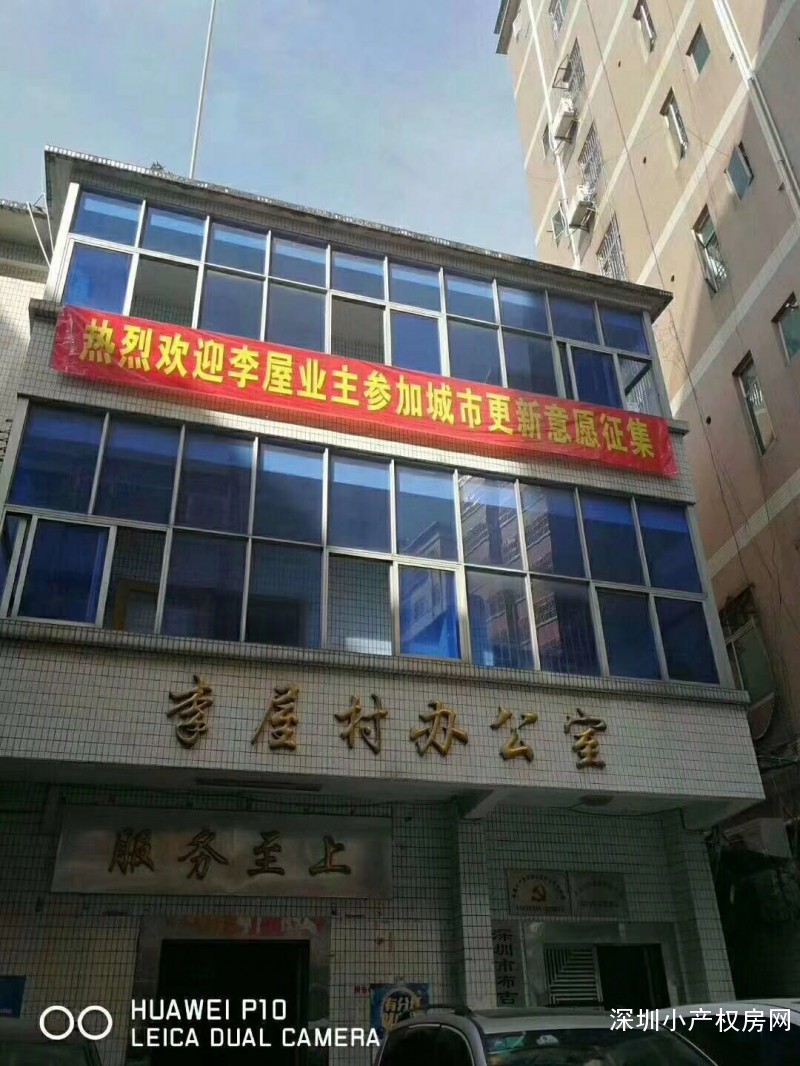 热烈欢迎李屋业主参加城市更新意愿征集
李屋村办公室
服务至上
深圳市布吉
HUAWEI P10
LEICA DUAL CAMERA
深圳小产权房网